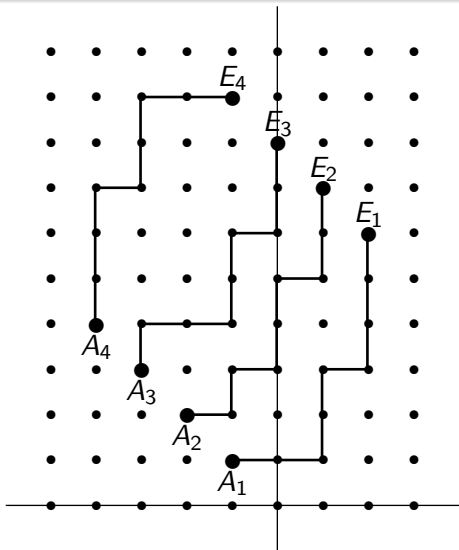 E₄
E₃
E₂
E₁
A₄
A₃
A₂
A₁